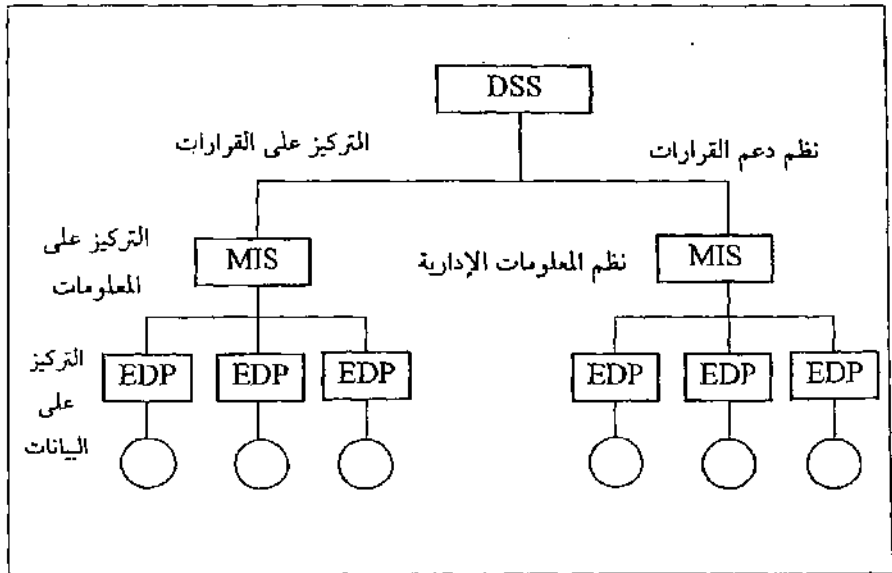 DSS
نظم دعم القرارات
التركيز على القرارات
MIS
نظم المعلومات الإدارية
MIS
التركيز على
المعلومات
EDP EDP EDP
EDP EDP EDP
التركيز
على
البيانات